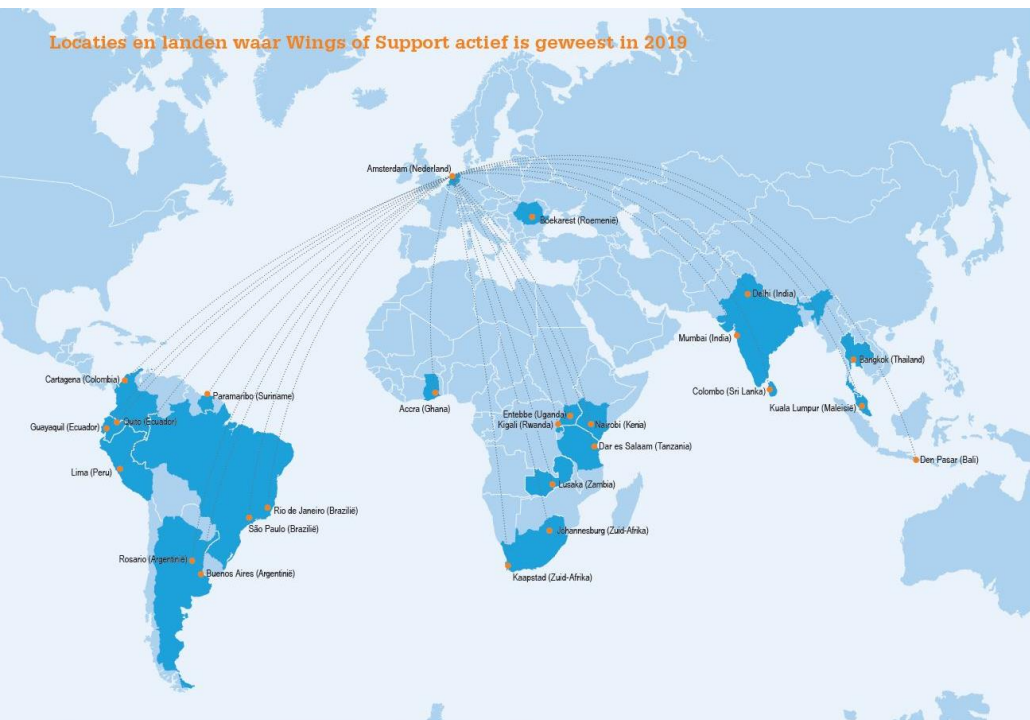 Locaties en landen waar Wings of Support actief is geweest in 2019
Amsterdam (Nederland)
Boekarest (Roemenië)
Delhi (India)
Mumbai (India)
Bangkok (Thailand)
Cartagena (Colombia)
Paramaribo (Suriname)
Colombo (Sri Lanka)
Kuala Lumpur (Maleisië)
Accra (Ghana)
Entebbe (Uganda)
Kigali (Rwanda)
Nairobi (Kenia)
Quito (Ecuador)
Guayaquil (Ecuador)
Dar es Salaam (Tanzania)
Den Pasar (Bali)
Lima (Peru)
Lusaka (Zambia)
Rio de Janeiro (Brazilië)
São Paulo (Brazilië)
Johannesburg (Zuid-Afrika)
Rosario (Argentinië)
Buenos Aires (Argentinië)
Kaapstad (Zuid-Afrika)